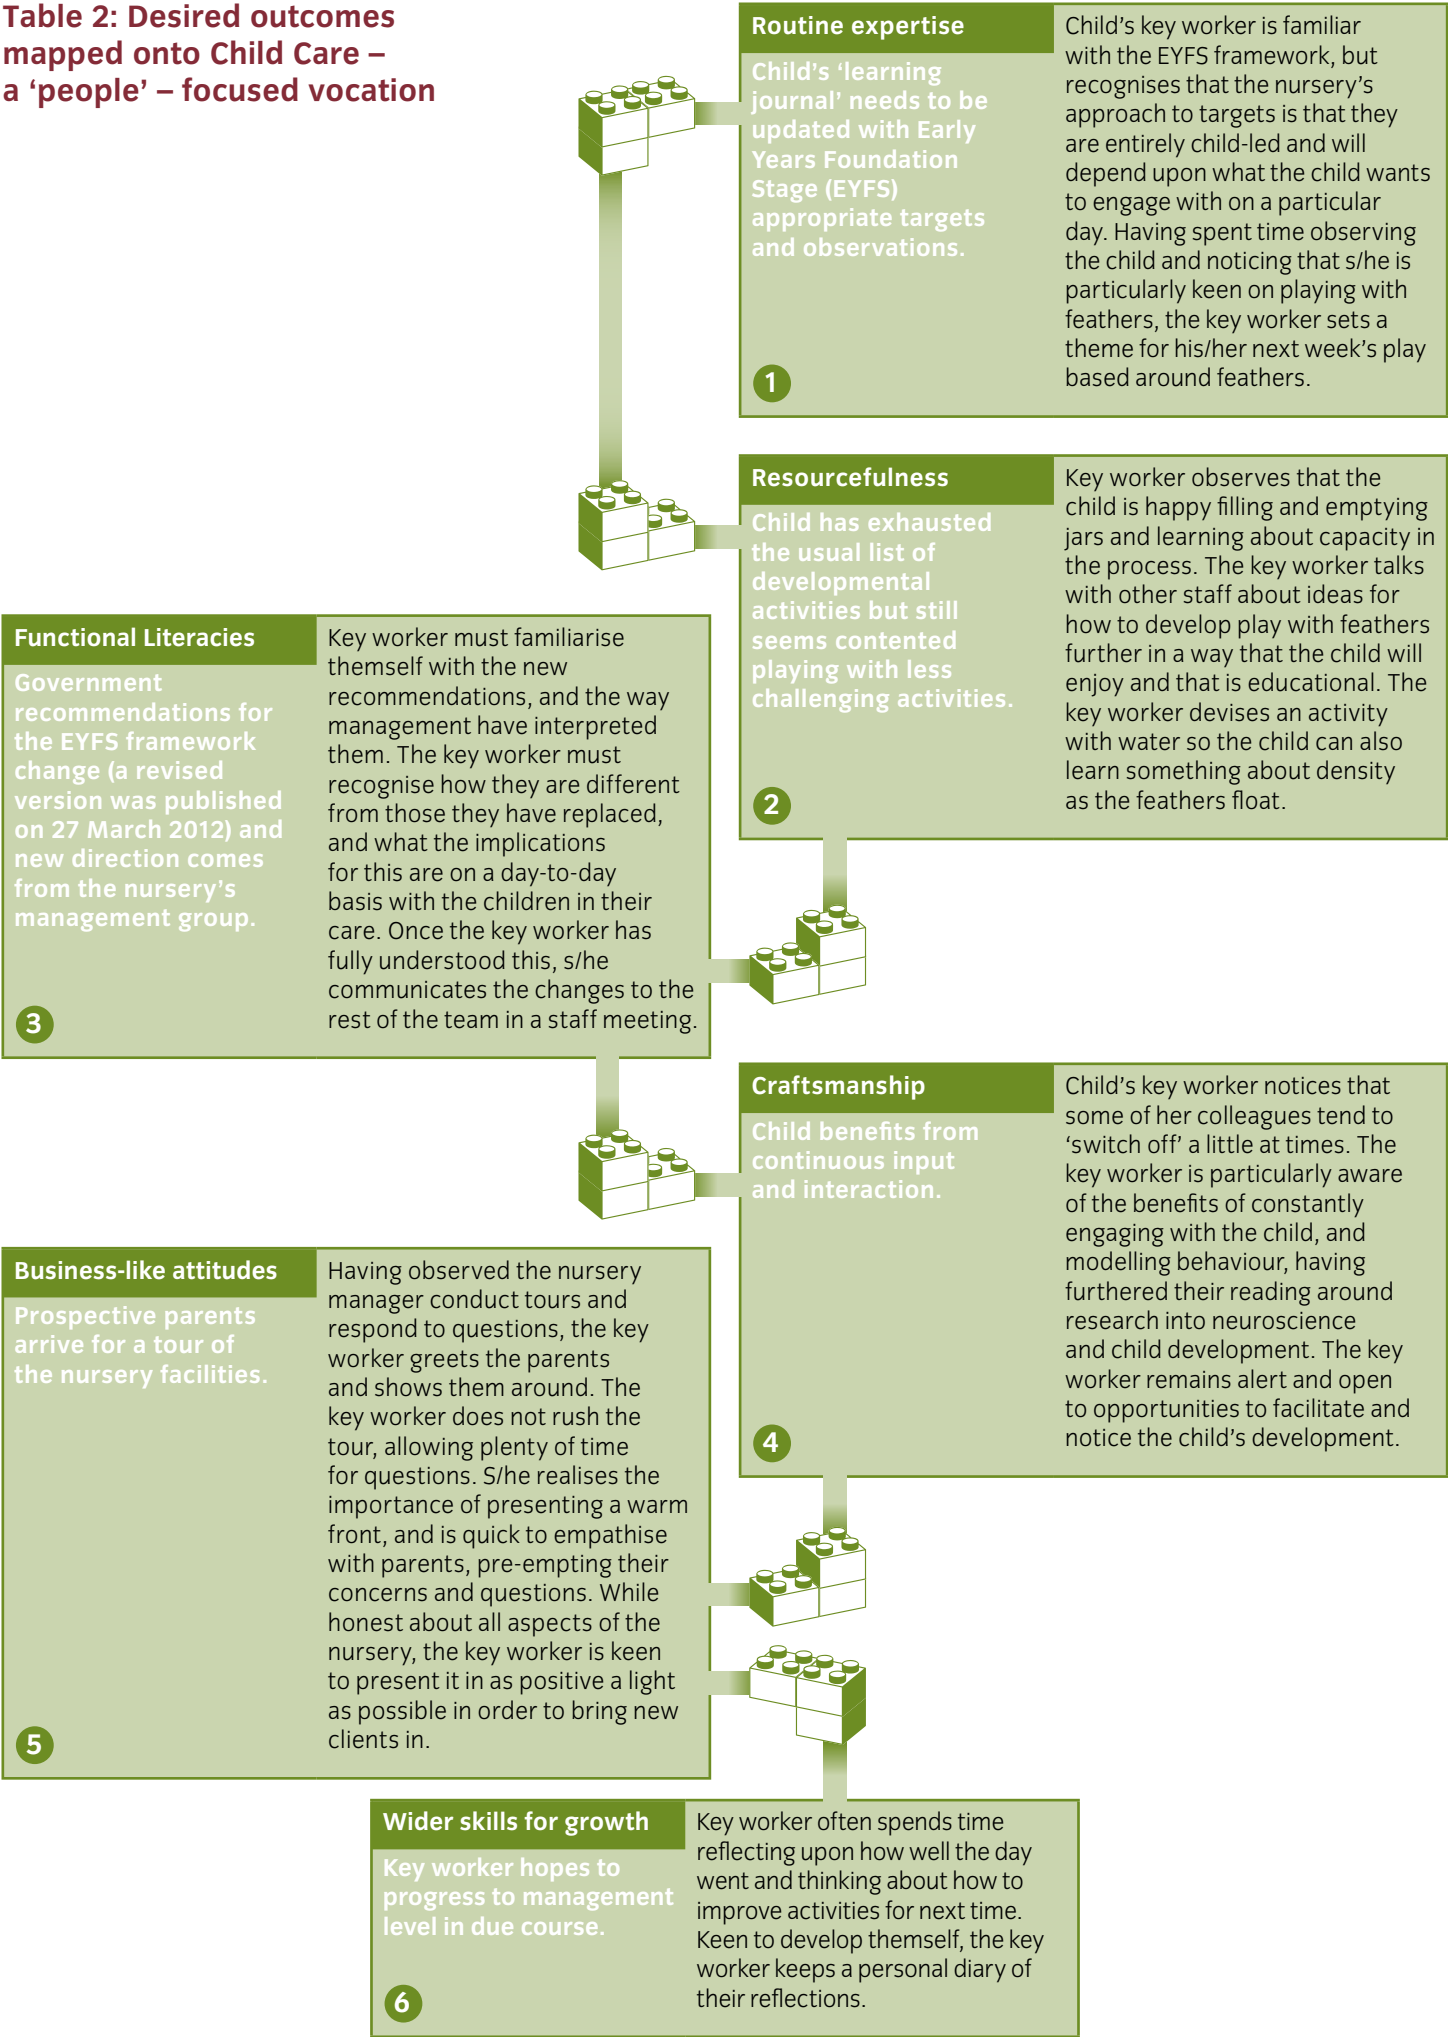 Table 2: Desired outcomes
mapped onto Child Care –
a ‘people’ – focused vocation
Routine expertise
Child’s ‘learning
journal’ needs to be
updated with Early
Years Foundation
Stage (EYFS)
appropriate targets
and observations.
1
Child’s key worker is familiar
with the EYFS framework, but
recognises that the nursery’s
approach to targets is that they
are entirely child-led and will
depend upon what the child wants
to engage with on a particular
day. Having spent time observing
the child and noticing that s/he is
particularly keen on playing with
feathers, the key worker sets a
theme for his/her next week’s play
based around feathers.
Resourcefulness
Child has exhausted
the usual list of
developmental
activities but still
seems contented
playing with less
challenging activities.
2
Key worker observes that the
child is happy filling and emptying
jars and learning about capacity in
the process. The key worker talks
with other staff about ideas for
how to develop play with feathers
further in a way that the child will
enjoy and that is educational. The
key worker devises an activity
with water so the child can also
learn something about density
as the feathers float.
Functional Literacies
Government
recommendations for
the EYFS framework
change (a revised
version was published
on 27 March 2012) and
new direction comes
from the nursery’s
management group.
3
Key worker must familiarise
themself with the new
recommendations, and the way
management have interpreted
them. The key worker must
recognise how they are different
from those they have replaced,
and what the implications
for this are on a day-to-day
basis with the children in their
care. Once the key worker has
fully understood this, s/he
communicates the changes to the
rest of the team in a staff meeting.
Craftsmanship
Child benefits from
continuous input
and interaction.
4
Child’s key worker notices that
some of her colleagues tend to
‘switch off’ a little at times. The
key worker is particularly aware
of the benefits of constantly
engaging with the child, and
modelling behaviour, having
furthered their reading around
research into neuroscience
and child development. The key
worker remains alert and open
to opportunities to facilitate and
notice the child’s development.
Business-like attitudes
Prospective parents
arrive for a tour of
the nursery facilities.
5
Having observed the nursery
manager conduct tours and
respond to questions, the key
worker greets the parents
and shows them around. The
key worker does not rush the
tour, allowing plenty of time
for questions. S/he realises the
importance of presenting a warm
front, and is quick to empathise
with parents, pre-empting their
concerns and questions. While
honest about all aspects of the
nursery, the key worker is keen
to present it in as positive a light
as possible in order to bring new
clients in.
Wider skills for growth
Key worker hopes to
progress to management
level in due course.
6
Key worker often spends time
reflecting upon how well the day
went and thinking about how to
improve activities for next time.
Keen to develop themself, the key
worker keeps a personal diary of
their reflections.